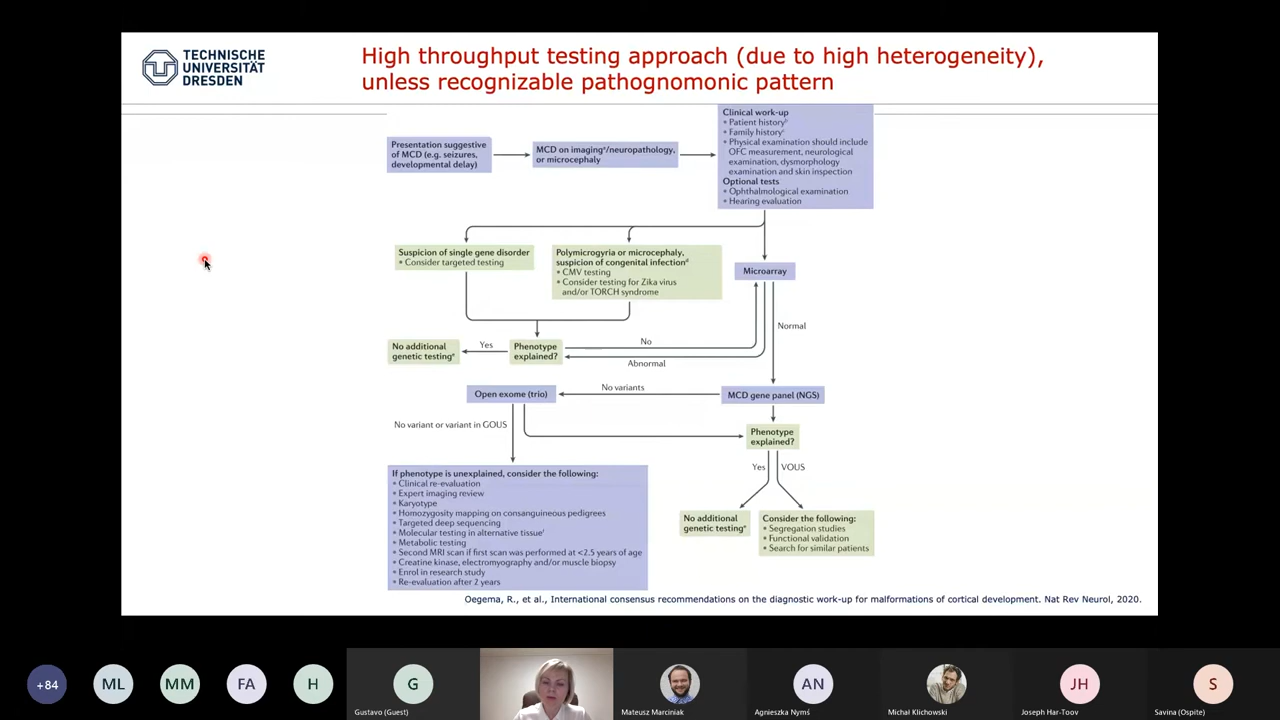 TECHNISCHE
UNIVERSITÄT
DRESDEN
High throughput testing approach (due to high heterogeneity),
unless recognizable pathognomonic pattern
Presentation suggestive
of MCD (e.g. seizures,
developmental delay)
MCD on imagingᵃ/neuropathology,
or microcephaly
Clinical work-up
• Patient historyᵇ
• Family historyᶜ
• Physical examination should include
OFC measurement, neurological
examination, dysmorphology
examination and skin inspection
Optional tests
• Ophthalmological examination
• Hearing evaluation
Suspicion of single gene disorder
• Consider targeted testing
Polymicrogyria or microcephaly,
suspicion of congenital infectionᵈ
• CMV testing
• Consider testing for Zika virus
and/or TORCH syndrome
Microarray
Normal
No additional
genetic testingᵉ
Yes
Phenotype
explained?
No
Abnormal
Open exome (trio)
No variants
MCD gene panel (NGS)
No variant or variant in GOUS
Phenotype
explained?
Yes
VOUS
If phenotype is unexplained, consider the following:
• Clinical re-evaluation
• Expert imaging review
• Karyotype
• Homozygosity mapping on consanguineous pedigrees
• Targeted deep sequencing
• Molecular testing in alternative tissueᶠ
• Metabolic testing
• Second MRI scan if first scan was performed at <2.5 years of age
• Creatine kinase, electromyography and/or muscle biopsy
• Enrol in research study
• Re-evaluation after 2 years
No additional
genetic testingᵉ
Consider the following:
• Segregation studies
• Functional validation
• Search for similar patients
Oegema, R., et al., International consensus recommendations on the diagnostic work-up for malformations of cortical development. Nat Rev Neurol, 2020.
+84
ML
MM
FA
H
G
Gustavo (Guest)
Mateusz Marciniak
AN
Agnieszka Nymś
Michał Klichowski
JH
Joseph Har-Toov
S
Savina (Ospite)